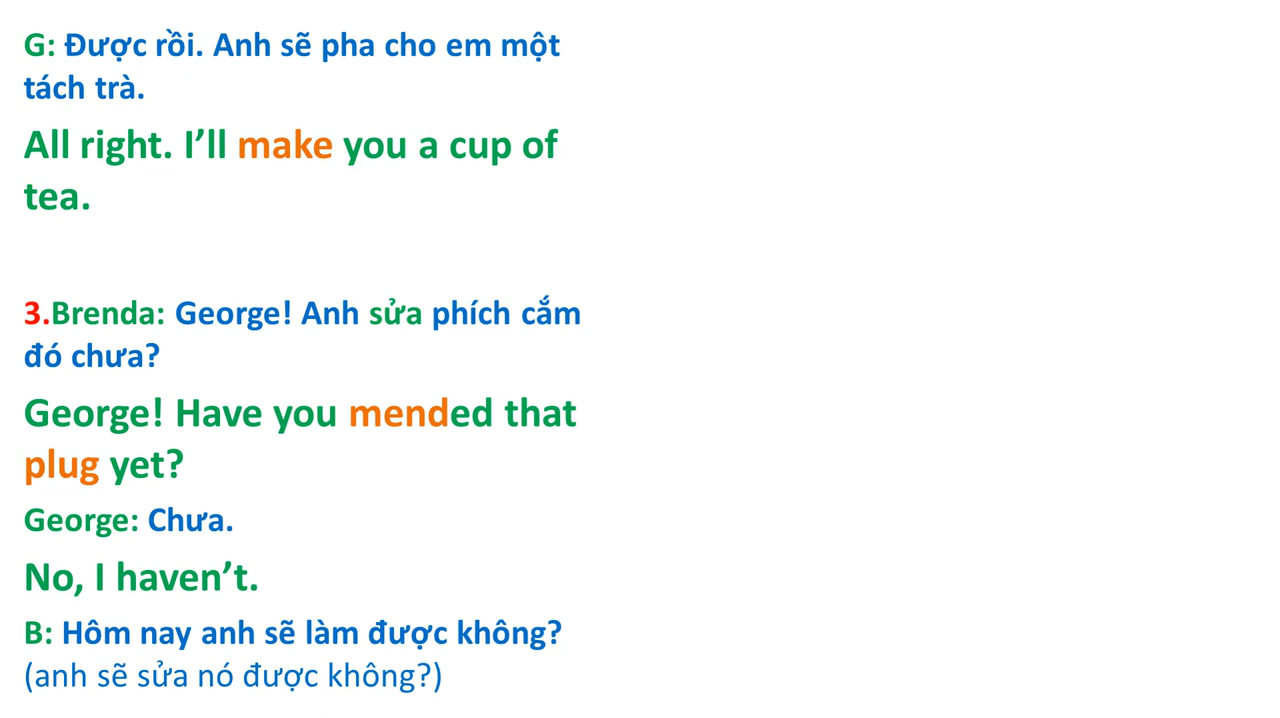 G: Được rồi. Anh sẽ pha cho em một
tách trà.
All right. I’ll make you a cup of
tea.
3.Brenda: George! Anh sửa phích cắm
đó chưa?
George! Have you mended that
plug yet?
George: Chưa.
No, I haven’t.
B: Hôm nay anh sẽ làm được không?
(anh sẽ sửa nó được không?)